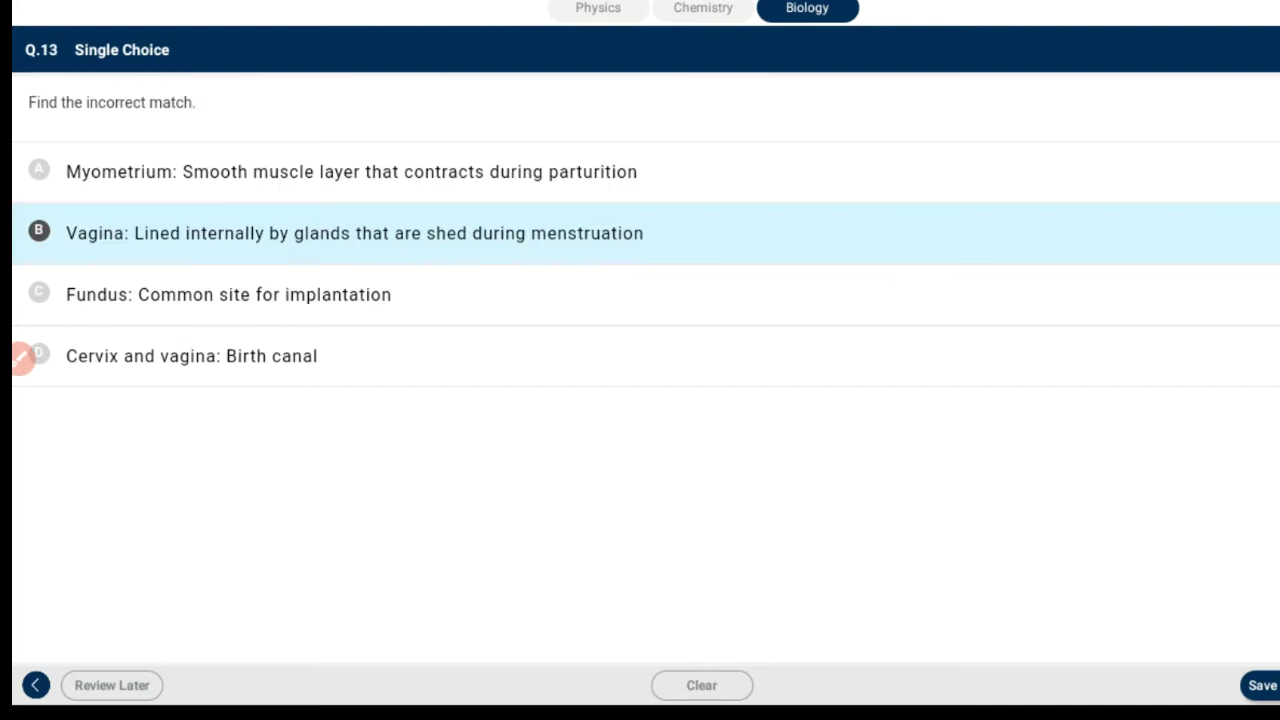 Physics Chemistry Biology
Q.13 Single Choice
Find the incorrect match.
A Myometrium: Smooth muscle layer that contracts during parturition
B Vagina: Lined internally by glands that are shed during menstruation
C Fundus: Common site for implantation
D Cervix and vagina: Birth canal
Review Later Clear Save